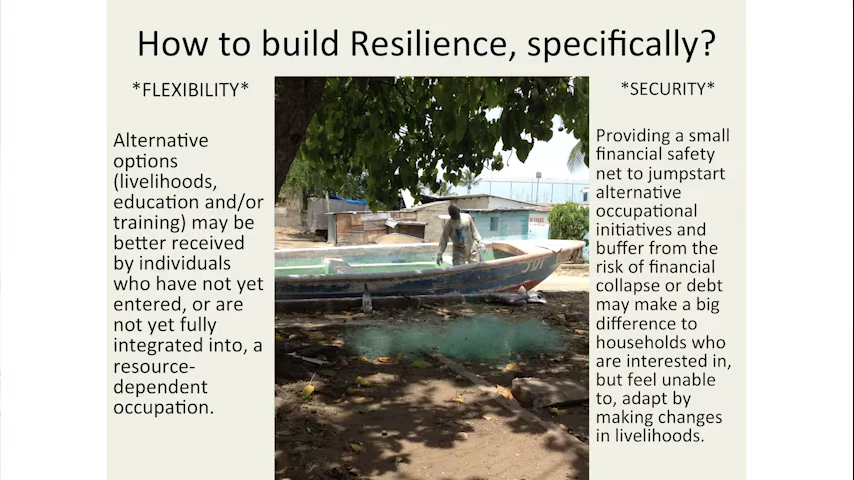 How to build Resilience, specifically?
*FLEXIBILITY*
Alternative
options
(livelihoods,
education and/or
training) may be
better received
by individuals
who have not yet
entered, or are
not yet fully
integrated into, a
resource-
dependent
occupation.
*SECURITY*
Providing a small
financial safety
net to jumpstart
alternative
occupational
initiatives and
buffer from the
risk of financial
collapse or debt
may make a big
difference to
households who
are interested in,
but feel unable
to, adapt by
making changes
in livelihoods.